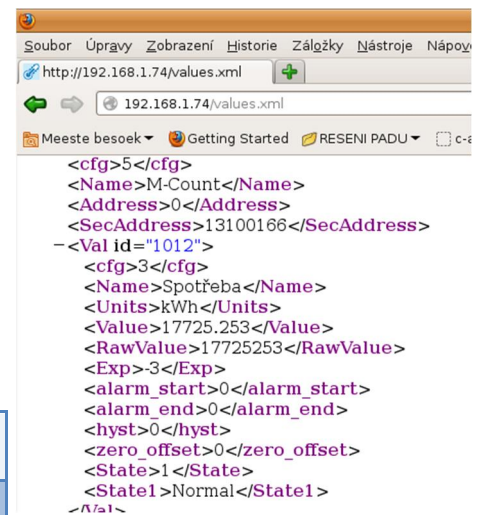 Soubor Úpravy Zobrazení Historie Záložky Nástroje
http://192.168.1.74/values.xml
192.168.1.74/values.xml
Meeste besoek Getting Started RESENI PADU
<cfg>5</cfg>
<Name>M-Count</Name>
<Address>0</Address>
<SecAddress>13100166</SecAddress>
−<Val id="1012">
<cfg>3</cfg>
<Name>Spotřeba</Name>
<Units>kWh</Units>
<Value>17725.253</Value>
<RawValue>17725253</RawValue>
<Exp>-3</Exp>
<alarm_start>0</alarm_start>
<alarm_end>0</alarm_end>
<hyst>0</hyst>
<zero_offset>0</zero_offset>
<State>1</State>
<State1>Normal</State1>
</Val>